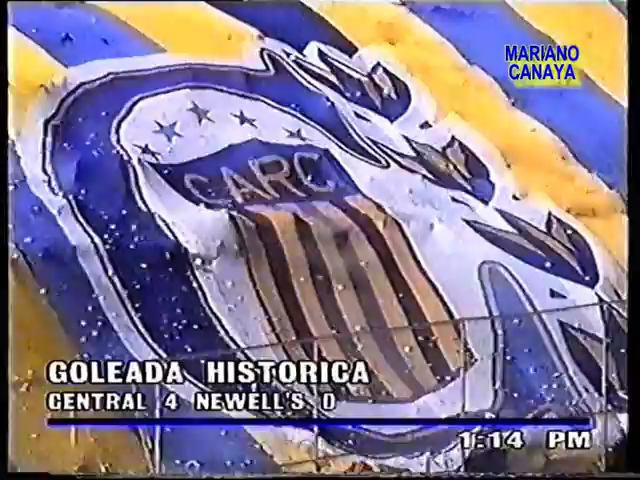 MARIANO
CANAYA
CARC
GOLEADA HISTORICA
CENTRAL 4 NEWELL'S 0
1:14 PM